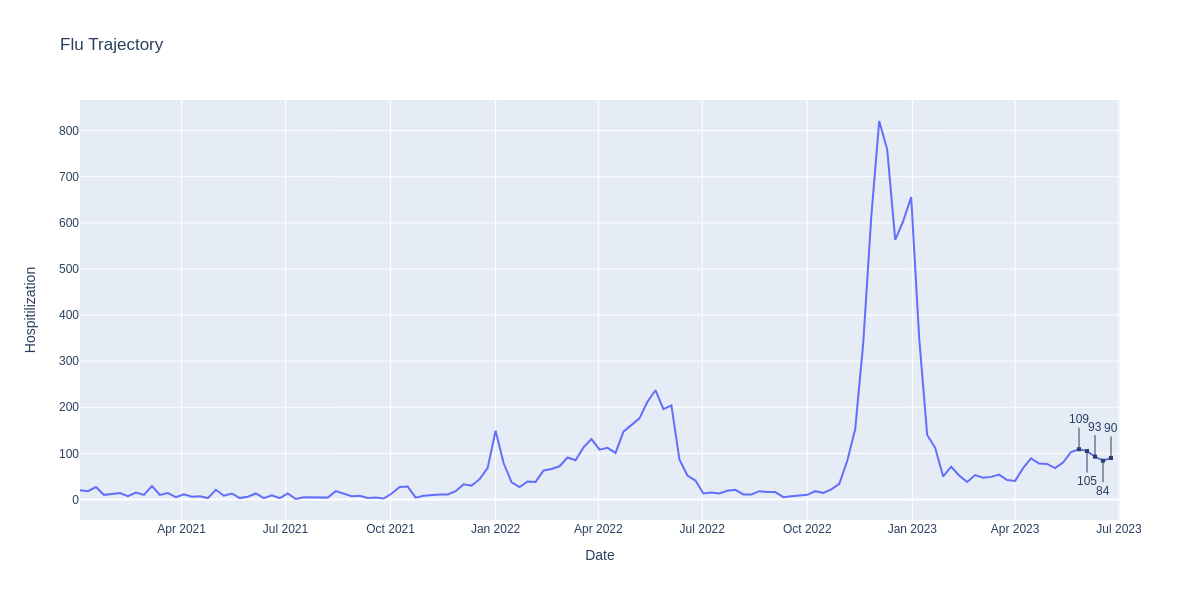 Flu Trajectory
Hospitilization
800
700
600
500
400
300
200
100
0
109
93
90
105
84
Apr 2021
Jul 2021
Oct 2021
Jan 2022
Apr 2022
Jul 2022
Oct 2022
Jan 2023
Apr 2023
Jul 2023
Date